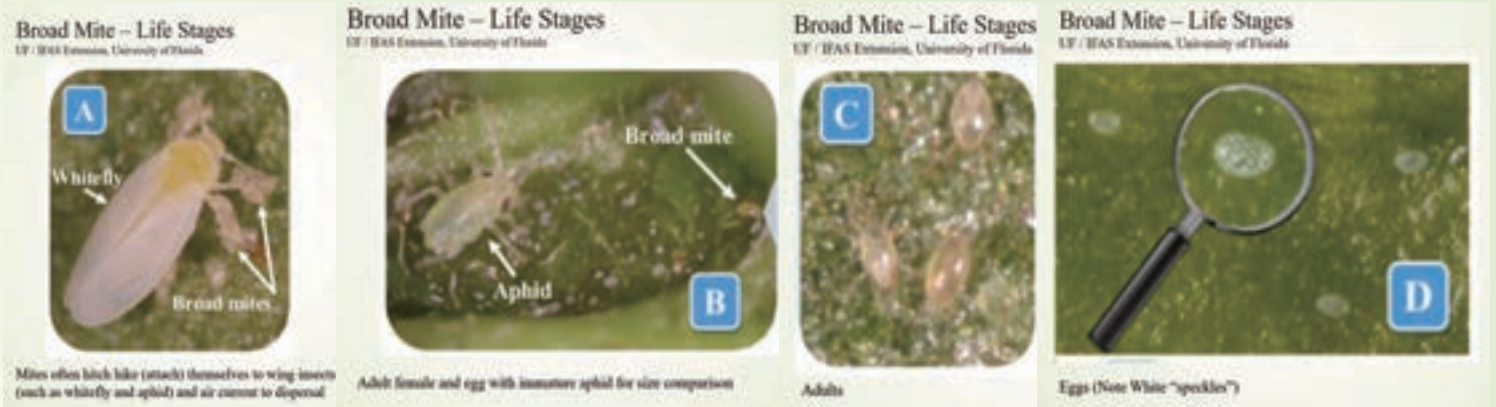 Broad Mite – Life Stages
UF / IFAS Extension, University of Florida
A
Whitefly
Broad mites
Mites often hitch hike (attach) themselves to wing insects
(such as whitefly and aphid) and air current to dispersal
Broad Mite – Life Stages
UF / IFAS Extension, University of Florida
Broad mite
Aphid
B
Adult female and egg with immature aphid for size comparison
Broad Mite – Life Stages
UF / IFAS Extension, University of Florida
C
Adults
Broad Mite – Life Stages
UF / IFAS Extension, University of Florida
D
Eggs (Note White "speckles")